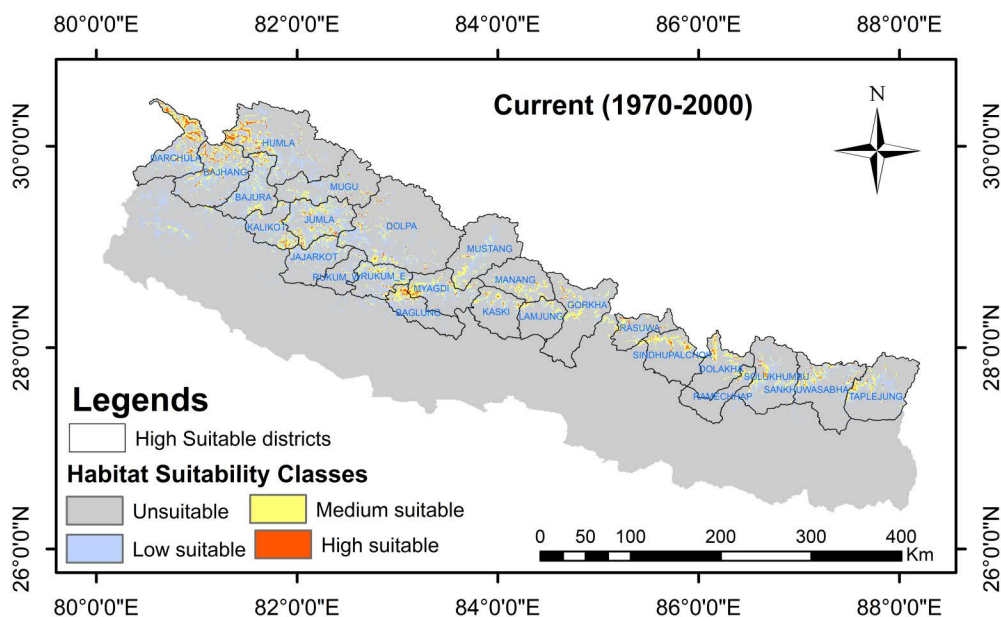 80°0'0"E 82°0'0"E 84°0'0"E 86°0'0"E 88°0'0"E
Current (1970-2000)
N
30°0'0"N
30°0'0"N
28°0'0"N
28°0'0"N
26°0'0"N
26°0'0"N
HUMLA
DARCHULA
BAJHANG
MUGU
BAJURA
JUMLA
KALIKOT
DOLPA
MUSTANG
JAJARKOT
RUKUM_W
RUKUM_E
MYAGDI
MANANG
GORKHA
BAGLUNG
KASKI
LAMJUNG
RASUWA
SINDHUPALCHOK
DOLAKHA
SOLUKHUMBU
SANKHUWASABHA
RAMECHHAP
TAPLEJUNG
Legends
High Suitable districts
Habitat Suitability Classes
Unsuitable
Medium suitable
Low suitable
High suitable
0 50 100 200 300 400
Km
80°0'0"E 82°0'0"E 84°0'0"E 86°0'0"E 88°0'0"E